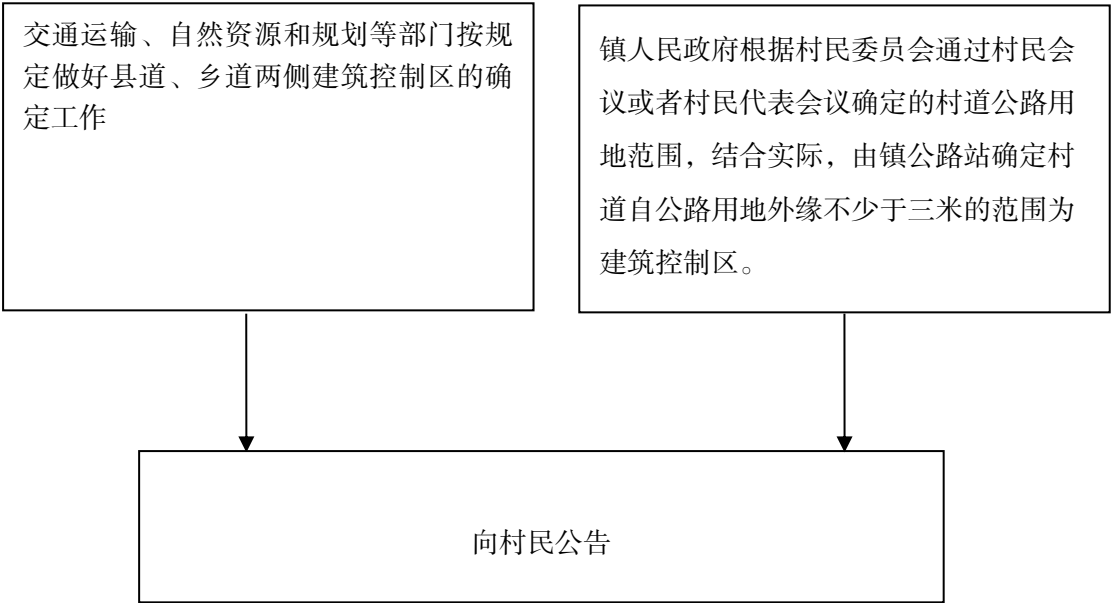 交通运输、自然资源和规划等部门按规
定做好县道、乡道两侧建筑控制区的确
定工作
镇人民政府根据村民委员会通过村民会
议或者村民代表会议确定的村道公路用
地范围，结合实际，由镇公路站确定村
道自公路用地外缘不少于三米的范围为
建筑控制区。
向村民公告